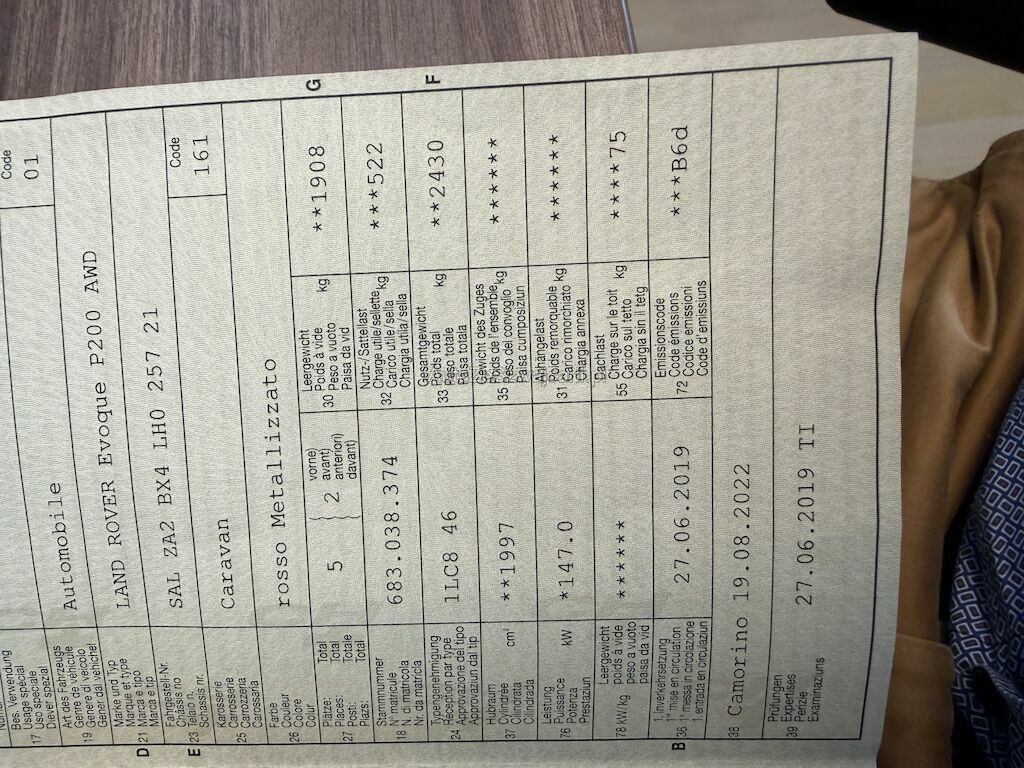 Bes. Verwendung
Usage spécial
17 Uso speciale
Diever spezial
Code
01
Art des Fahrzeugs
Genre de véhicule
19 Genere di veicolo
Gener dal vehichel
Automobile
Marke und Typ
Marque et type
D 21 Marca e tipo
Marca e tip
LAND ROVER Evoque P200 AWD
Fahrgestell-Nr.
Châssis no
E 23 Telaio n.
Schassis nr.
SAL ZA2 BX4 LH0 257 21
Code
161
Karosserie
Carrosserie
25 Carrozzeria
Carossaria
Caravan
Farbe
Couleur
26 Colore
Colur
rosso Metallizzato
Plätze: Total
Places: Total
27 Posti: Totale
Plazs: Total
5 2
vorne)
avant)
anteriori)
davant)
Leergewicht
Poids à vide
30 Peso a vuoto kg
Paisa da vid
**1908 G
Stammnummer
N° matricule
18 N. di matricola
Nr. da matricla
683.038.374
Nutz-/Sattellast
Charge utile/sellette
32 Carico utile/sella kg
Chargia utila/sella
***522
Typengenehmigung
Réception par type
24 Approvazione del tipo
Approvaziun dal tip
1LC8 46
Gesamtgewicht
Poids total
33 Peso totale kg
Paisa totala
**2430 F
Hubraum
Cylindrée
37 Cilindrata cm³
Cilindrada
**1997
Gewicht des Zuges
Poids de l'ensemble
35 Peso del convoglio kg
Paisa cumposiziun
******
Leistung
Puissance
76 Potenza kW
Prestaziun
*147.0
Anhängelast
Poids remorquable
31 Carico rimorchiato kg
Chargia annexa
******
Leergewicht
poids à vide
78 kW/kg peso a vuoto
paisa da vid
******
Dachlast
Charge sur le toit
55 Carico sul tetto kg
Chargia sin il tetg
****75
1. Inverkehrsetzung
1re mise en circulation
B 36 1a messa in circolazione
1. entrada en circulaziun
27.06.2019
Emissionscode
Code émissions
72 Codice emissioni
Code d'emissiuns
***B6d
38 Camorino 19.08.2022
Prüfungen
Expertises
39 Perizie
Examinaziuns
27.06.2019 TI